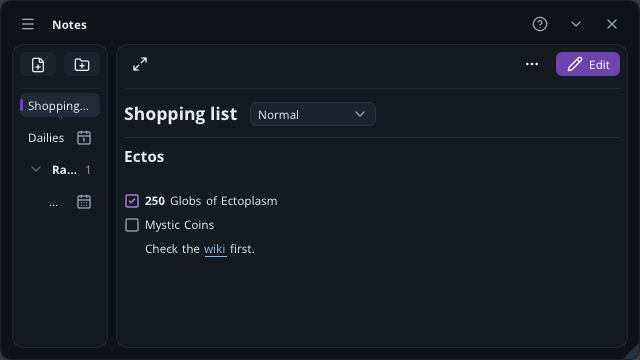 Notes
Edit
Shopping...
Shopping list
Normal
Dailies
Ectos
Ra... 1
...
250 Globs of Ectoplasm
Mystic Coins
Check the wiki first.